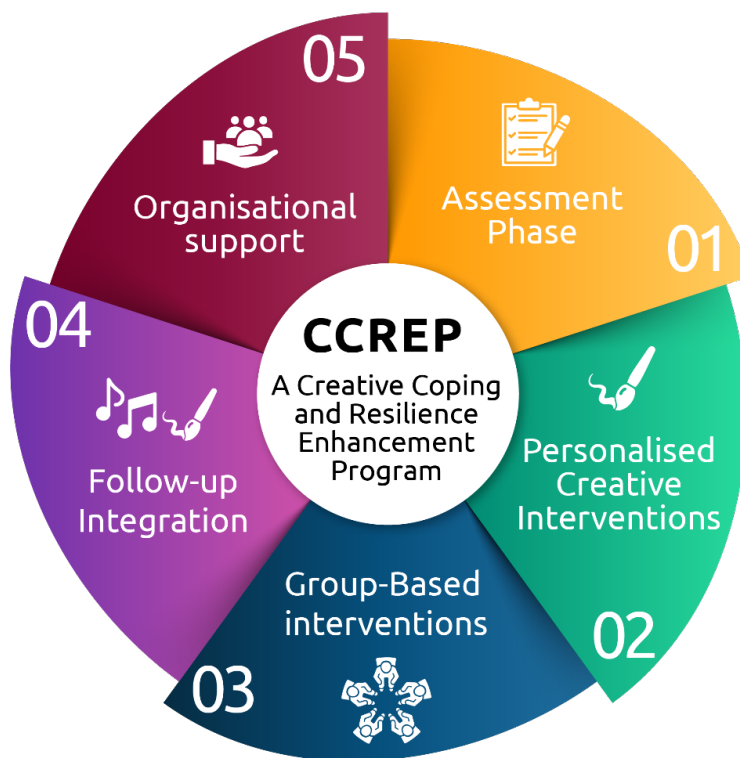 CCREP
A Creative Coping
and Resilience
Enhancement
Program
01
Assessment
Phase
02
Personalised
Creative
Interventions
03
Group-Based
interventions
04
Follow-up
Integration
05
Organisational
support